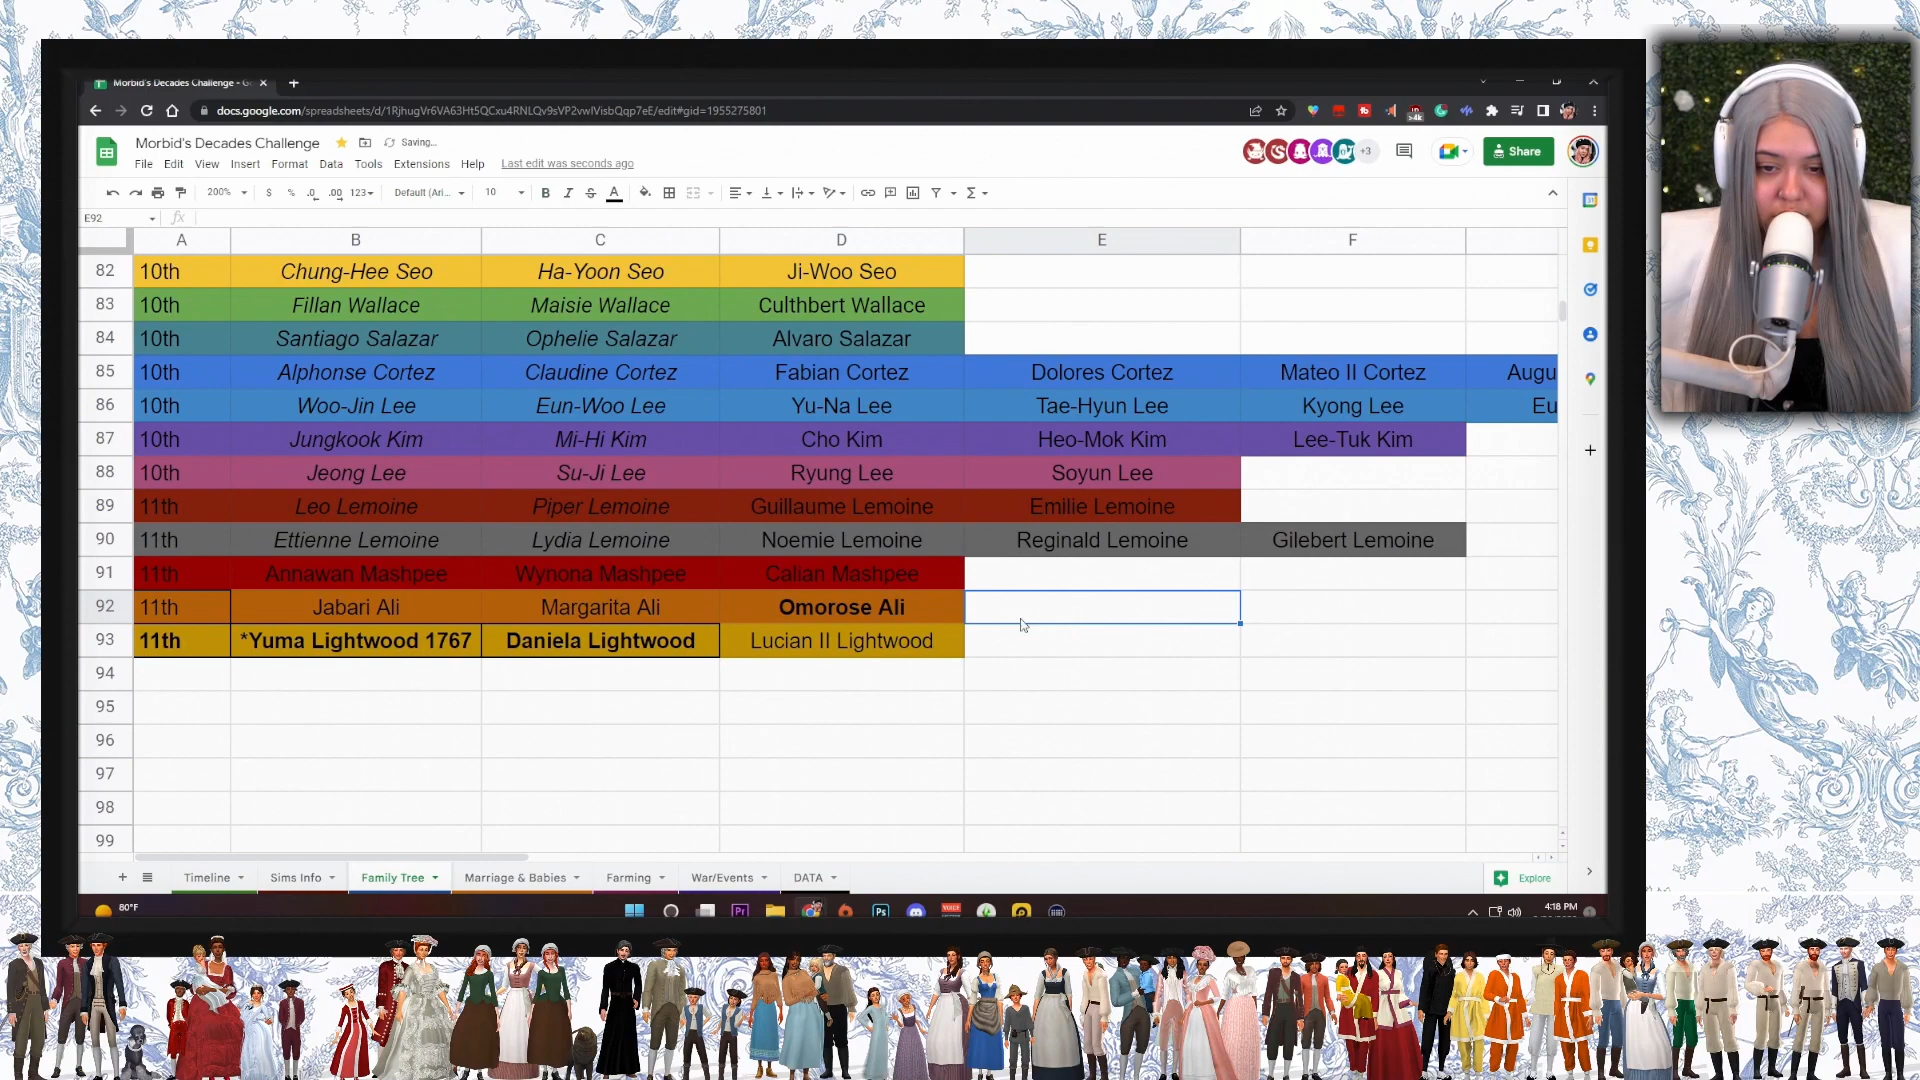 Morbid's Decades Challenge - G
docs.google.com/spreadsheets/d/1RjhugVr6VA63Ht5QCxu4RNLQv9sVP2vwlVisbQqp7eE/edit#gid=1955275801
Morbid's Decades Challenge Saving...
+3 Share
File Edit View Insert Format Data Tools Extensions Help Last edit was seconds ago
200% $ % .0 .00 123 Default (Ari... 10 B I S A Σ
E92 fx
A B C D E F
82 10th Chung-Hee Seo Ha-Yoon Seo Ji-Woo Seo
83 10th Fillan Wallace Maisie Wallace Culthbert Wallace
84 10th Santiago Salazar Ophelie Salazar Alvaro Salazar
85 10th Alphonse Cortez Claudine Cortez Fabian Cortez Dolores Cortez Mateo II Cortez Augu
86 10th Woo-Jin Lee Eun-Woo Lee Yu-Na Lee Tae-Hyun Lee Kyong Lee Eu
87 10th Jungkook Kim Mi-Hi Kim Cho Kim Heo-Mok Kim Lee-Tuk Kim
88 10th Jeong Lee Su-Ji Lee Ryung Lee Soyun Lee
89 11th Leo Lemoine Piper Lemoine Guillaume Lemoine Emilie Lemoine
90 11th Ettienne Lemoine Lydia Lemoine Noemie Lemoine Reginald Lemoine Gilebert Lemoine
91 11th Annawan Mashpee Wynona Mashpee Calian Mashpee
92 11th Jabari Ali Margarita Ali Omorose Ali
93 11th *Yuma Lightwood 1767 Daniela Lightwood Lucian II Lightwood
94
95
96
97
98
99
Timeline Sims Info Family Tree Marriage & Babies Farming War/Events DATA Explore
80°F Pr Ps 4:18 PM